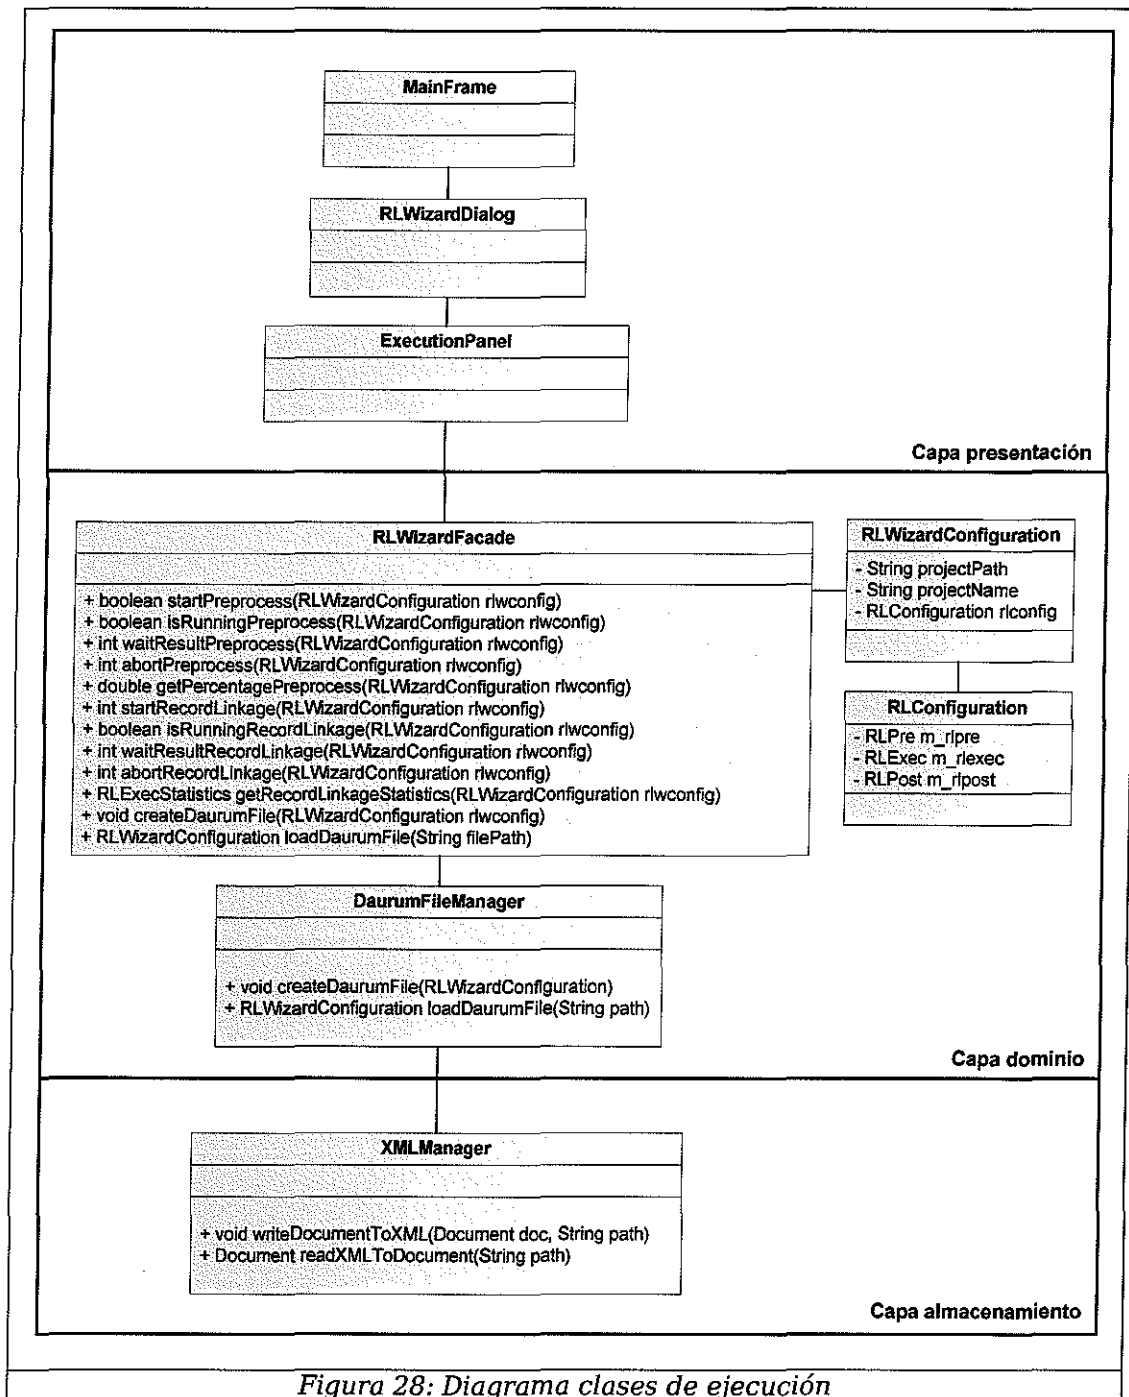 MainFrame
RLWizardDialog
ExecutionPanel
Capa presentación
RLWizardFacade
+ boolean startPreprocess(RLWizardConfiguration rlwconfig)
+ boolean isRunningPreprocess(RLWizardConfiguration rlwconfig)
+ int waitResultPreprocess(RLWizardConfiguration rlwconfig)
+ int abortPreprocess(RLWizardConfiguration rlwconfig)
+ double getPercentagePreprocess(RLWizardConfiguration rlwconfig)
+ int startRecordLinkage(RLWizardConfiguration rlwconfig)
+ boolean isRunningRecordLinkage(RLWizardConfiguration rlwconfig)
+ int waitResultRecordLinkage(RLWizardConfiguration rlwconfig)
+ int abortRecordLinkage(RLWizardConfiguration rlwconfig)
+ RLExecStatistics getRecordLinkageStatistics(RLWizardConfiguration rlwconfig)
+ void createDaurumFile(RLWizardConfiguration rlwconfig)
+ RLWizardConfiguration loadDaurumFile(String filePath)
RLWizardConfiguration
- String projectPath
- String projectName
- RLConfiguration rlconfig
RLConfiguration
- RLPre m_rlpre
- RLExec m_rlexec
- RLPost m_rlpost
DaurumFileManager
+ void createDaurumFile(RLWizardConfiguration)
+ RLWizardConfiguration loadDaurumFile(String path)
Capa dominio
XMLManager
+ void writeDocumentToXML(Document doc, String path)
+ Document readXMLToDocument(String path)
Capa almacenamiento
Figura 28: Diagrama clases de ejecución